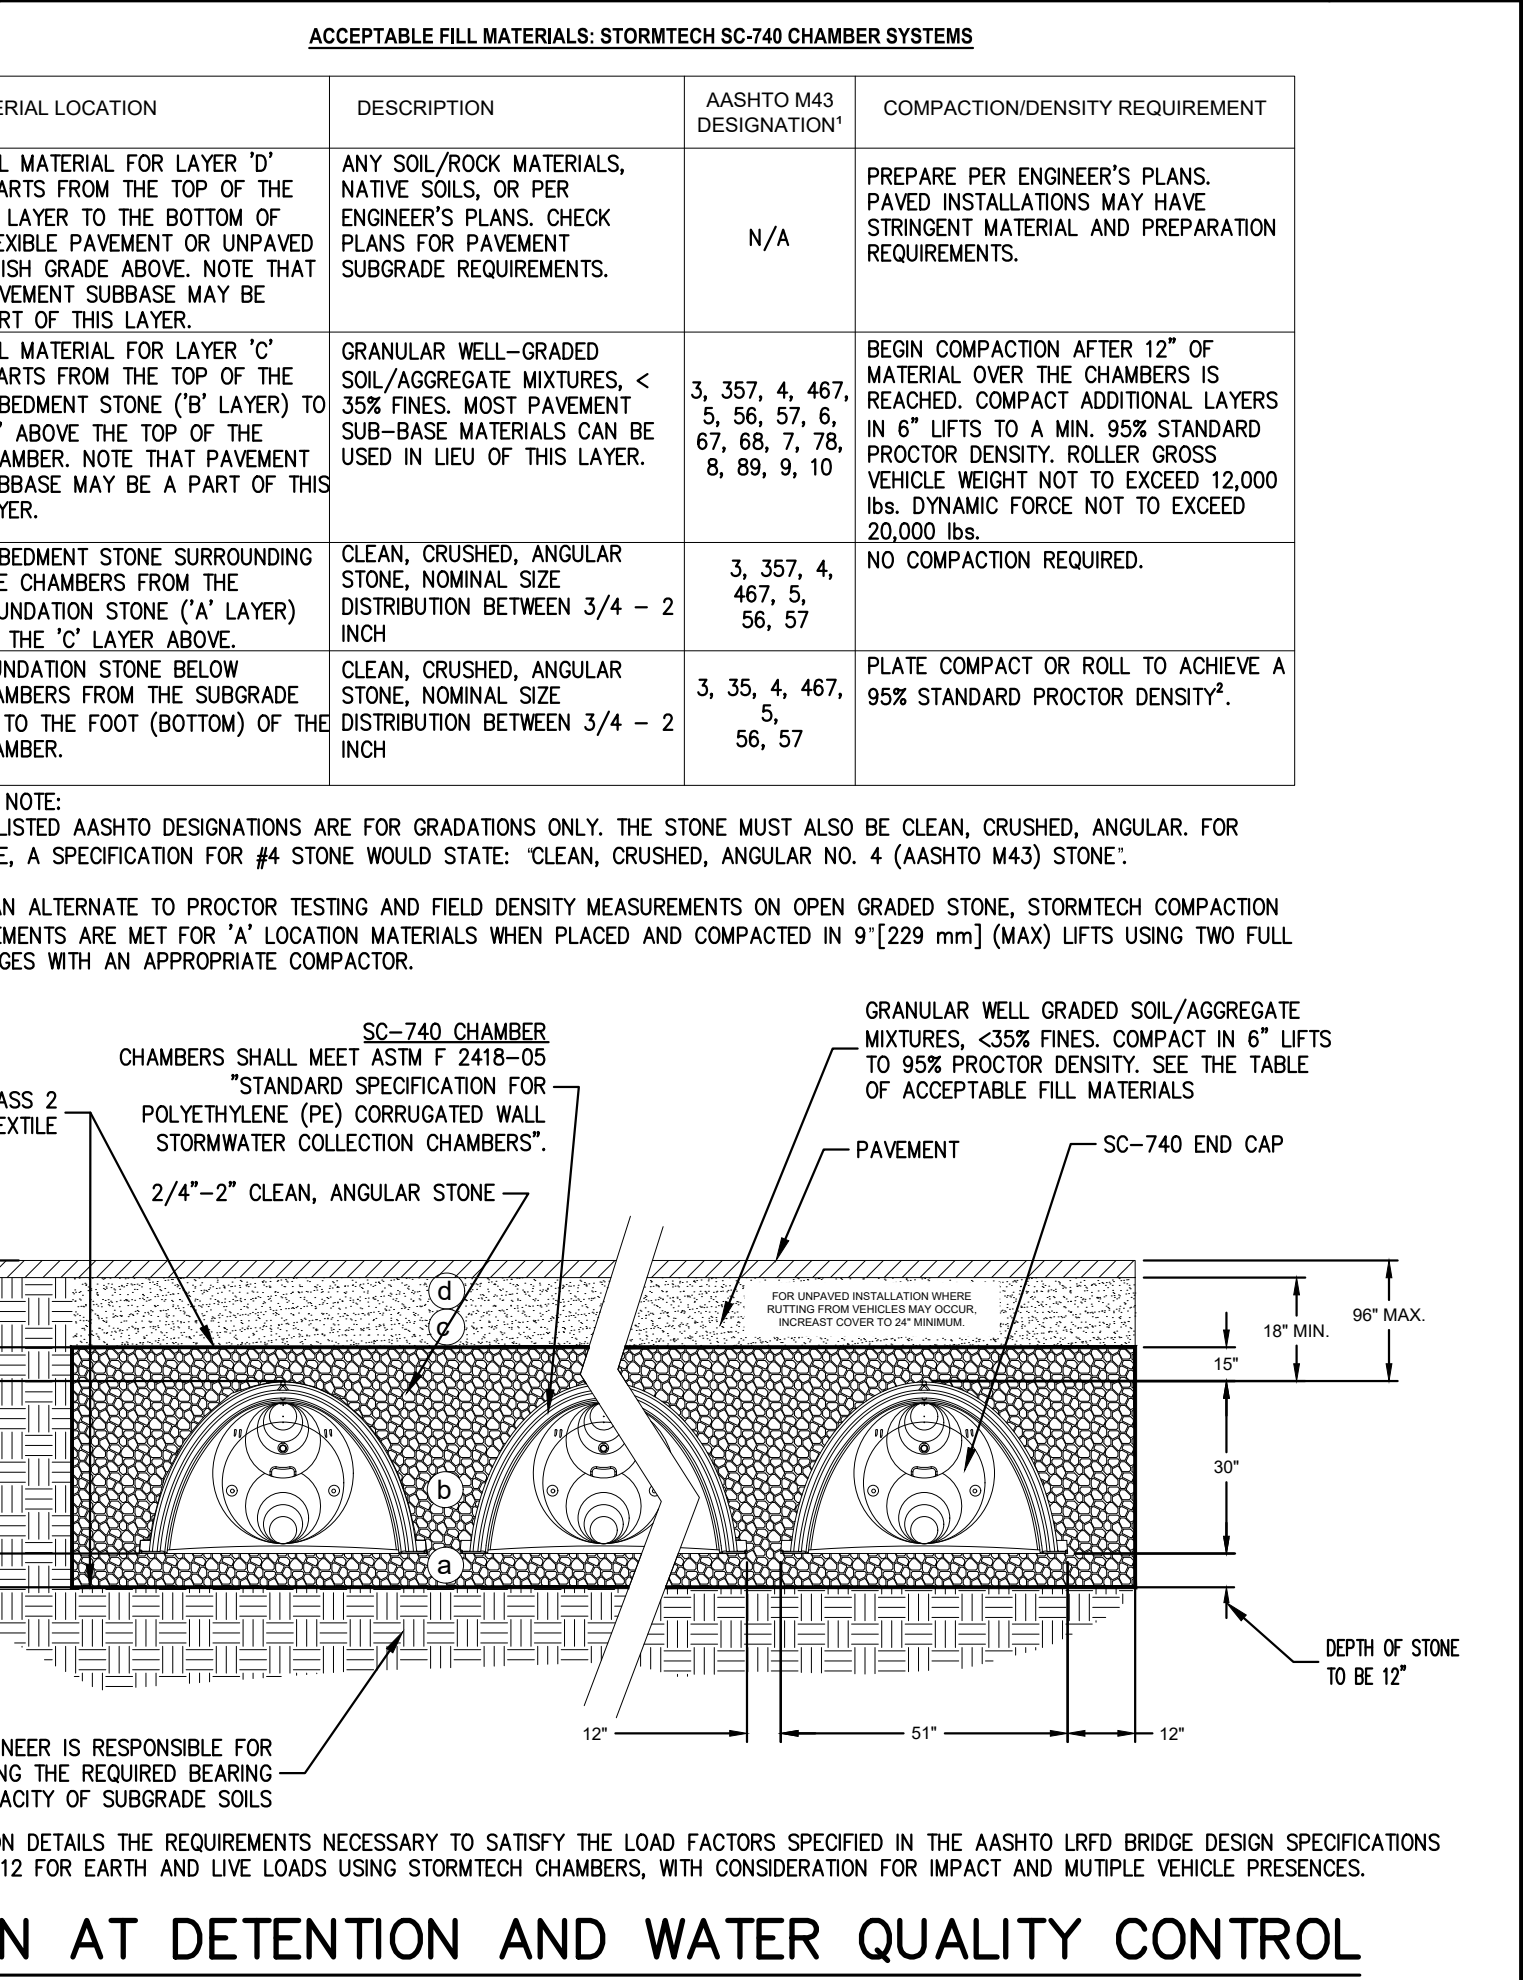 ACCEPTABLE FILL MATERIALS: STORMTECH SC-740 CHAMBER SYSTEMS
ERIAL LOCATION
DESCRIPTION
AASHTO M43
DESIGNATION¹
COMPACTION/DENSITY REQUIREMENT
L MATERIAL FOR LAYER 'D'
ARTS FROM THE TOP OF THE
LAYER TO THE BOTTOM OF
EXIBLE PAVEMENT OR UNPAVED
ISH GRADE ABOVE. NOTE THAT
VEMENT SUBBASE MAY BE
RT OF THIS LAYER.
ANY SOIL/ROCK MATERIALS,
NATIVE SOILS, OR PER
ENGINEER'S PLANS. CHECK
PLANS FOR PAVEMENT
SUBGRADE REQUIREMENTS.
N/A
PREPARE PER ENGINEER'S PLANS.
PAVED INSTALLATIONS MAY HAVE
STRINGENT MATERIAL AND PREPARATION
REQUIREMENTS.
L MATERIAL FOR LAYER 'C'
ARTS FROM THE TOP OF THE
BEDMENT STONE ('B' LAYER) TO
" ABOVE THE TOP OF THE
AMBER. NOTE THAT PAVEMENT
BBASE MAY BE A PART OF THIS
YER.
GRANULAR WELL-GRADED
SOIL/AGGREGATE MIXTURES, <
35% FINES. MOST PAVEMENT
SUB-BASE MATERIALS CAN BE
USED IN LIEU OF THIS LAYER.
3, 357, 4, 467,
5, 56, 57, 6,
67, 68, 7, 78,
8, 89, 9, 10
BEGIN COMPACTION AFTER 12" OF
MATERIAL OVER THE CHAMBERS IS
REACHED. COMPACT ADDITIONAL LAYERS
IN 6" LIFTS TO A MIN. 95% STANDARD
PROCTOR DENSITY. ROLLER GROSS
VEHICLE WEIGHT NOT TO EXCEED 12,000
lbs. DYNAMIC FORCE NOT TO EXCEED
20,000 lbs.
BEDMENT STONE SURROUNDING
E CHAMBERS FROM THE
UNDATION STONE ('A' LAYER)
THE 'C' LAYER ABOVE.
CLEAN, CRUSHED, ANGULAR
STONE, NOMINAL SIZE
DISTRIBUTION BETWEEN 3/4 - 2
INCH
3, 357, 4,
467, 5,
56, 57
NO COMPACTION REQUIRED.
UNDATION STONE BELOW
AMBERS FROM THE SUBGRADE
TO THE FOOT (BOTTOM) OF THE
AMBER.
CLEAN, CRUSHED, ANGULAR
STONE, NOMINAL SIZE
DISTRIBUTION BETWEEN 3/4 - 2
INCH
3, 35, 4, 467,
5,
56, 57
PLATE COMPACT OR ROLL TO ACHIEVE A
95% STANDARD PROCTOR DENSITY².
NOTE:
LISTED AASHTO DESIGNATIONS ARE FOR GRADATIONS ONLY. THE STONE MUST ALSO BE CLEAN, CRUSHED, ANGULAR. FOR
E, A SPECIFICATION FOR #4 STONE WOULD STATE: "CLEAN, CRUSHED, ANGULAR NO. 4 (AASHTO M43) STONE".
AN ALTERNATE TO PROCTOR TESTING AND FIELD DENSITY MEASUREMENTS ON OPEN GRADED STONE, STORMTECH COMPACTION
EMENTS ARE MET FOR 'A' LOCATION MATERIALS WHEN PLACED AND COMPACTED IN 9"[229 mm] (MAX) LIFTS USING TWO FULL
GES WITH AN APPROPRIATE COMPACTOR.
GRANULAR WELL GRADED SOIL/AGGREGATE
MIXTURES, <35% FINES. COMPACT IN 6" LIFTS
TO 95% PROCTOR DENSITY. SEE THE TABLE
OF ACCEPTABLE FILL MATERIALS
SC-740 CHAMBER
CHAMBERS SHALL MEET ASTM F 2418-05
"STANDARD SPECIFICATION FOR
POLYETHYLENE (PE) CORRUGATED WALL
STORMWATER COLLECTION CHAMBERS".
ASS 2
EXTILE
PAVEMENT
SC-740 END CAP
2/4"-2" CLEAN, ANGULAR STONE
d
c
FOR UNPAVED INSTALLATION WHERE
RUTTING FROM VEHICLES MAY OCCUR,
INCREAST COVER TO 24" MINIMUM.
96" MAX.
18" MIN.
15"
30"
b
a
DEPTH OF STONE
TO BE 12"
12"
51"
12"
NEER IS RESPONSIBLE FOR
NG THE REQUIRED BEARING
ACITY OF SUBGRADE SOILS
ON DETAILS THE REQUIREMENTS NECESSARY TO SATISFY THE LOAD FACTORS SPECIFIED IN THE AASHTO LRFD BRIDGE DESIGN SPECIFICATIONS
12 FOR EARTH AND LIVE LOADS USING STORMTECH CHAMBERS, WITH CONSIDERATION FOR IMPACT AND MUTIPLE VEHICLE PRESENCES.
N AT DETENTION AND WATER QUALITY CONTROL